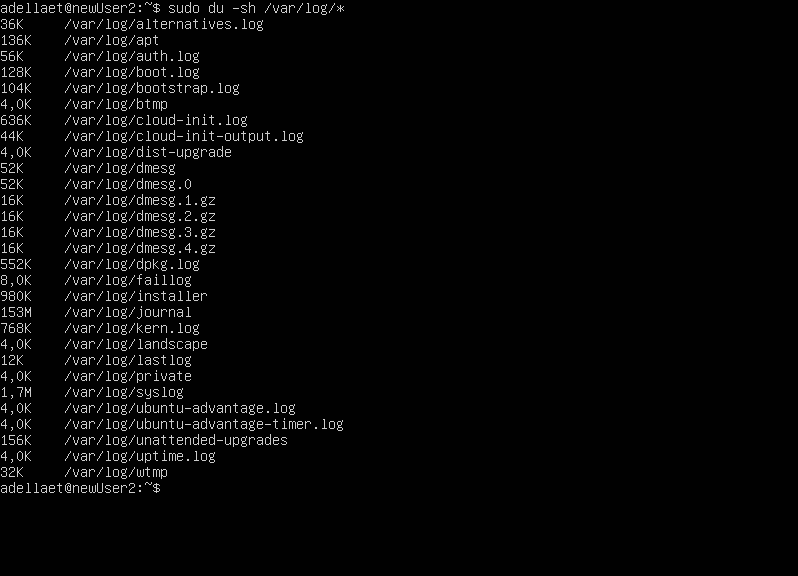 adellaet@newUser2:~$ sudo du -sh /var/log/*
36K     /var/log/alternatives.log
136K    /var/log/apt
56K     /var/log/auth.log
128K    /var/log/boot.log
104K    /var/log/bootstrap.log
4,0K    /var/log/btmp
636K    /var/log/cloud-init.log
44K     /var/log/cloud-init-output.log
4,0K    /var/log/dist-upgrade
52K     /var/log/dmesg
52K     /var/log/dmesg.0
16K     /var/log/dmesg.1.gz
16K     /var/log/dmesg.2.gz
16K     /var/log/dmesg.3.gz
16K     /var/log/dmesg.4.gz
552K    /var/log/dpkg.log
8,0K    /var/log/faillog
980K    /var/log/installer
153M    /var/log/journal
768K    /var/log/kern.log
4,0K    /var/log/landscape
12K     /var/log/lastlog
4,0K    /var/log/private
1,7M    /var/log/syslog
4,0K    /var/log/ubuntu-advantage.log
4,0K    /var/log/ubuntu-advantage-timer.log
156K    /var/log/unattended-upgrades
4,0K    /var/log/uptime.log
32K     /var/log/wtmp
adellaet@newUser2:~$